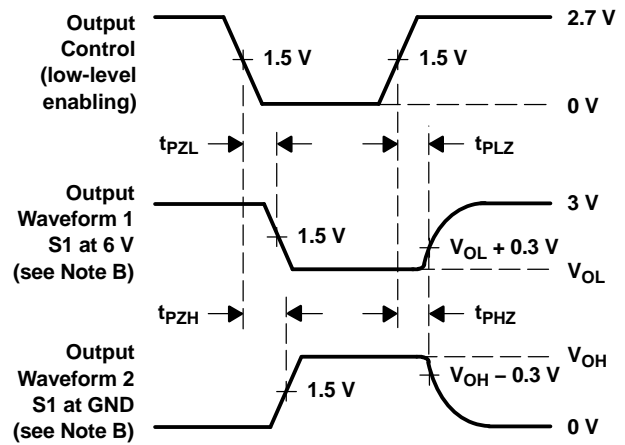 Output
Control
(low-level
enabling)
1.5 V
1.5 V
2.7 V
0 V
tPZL
tPLZ
Output
Waveform 1
S1 at 6 V
(see Note B)
1.5 V
3 V
VOL + 0.3 V
VOL
tPZH
tPHZ
Output
Waveform 2
S1 at GND
(see Note B)
1.5 V
VOH
VOH – 0.3 V
0 V